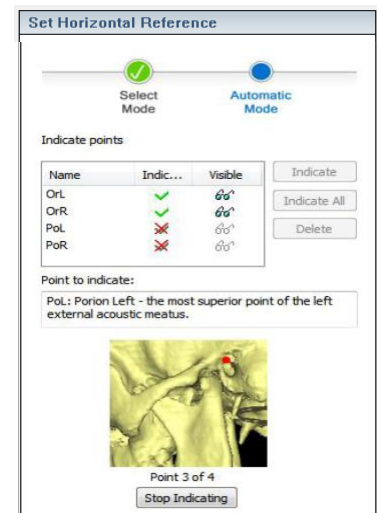 Set Horizontal Reference
Select Mode
Automatic Mode
Indicate points
Name Indic... Visible
Indicate
OrL
OrR
Indicate All
PoL
Delete
PoR
Point to indicate:
PoL: Porion Left - the most superior point of the left
external acoustic meatus.
Point 3 of 4
Stop Indicating